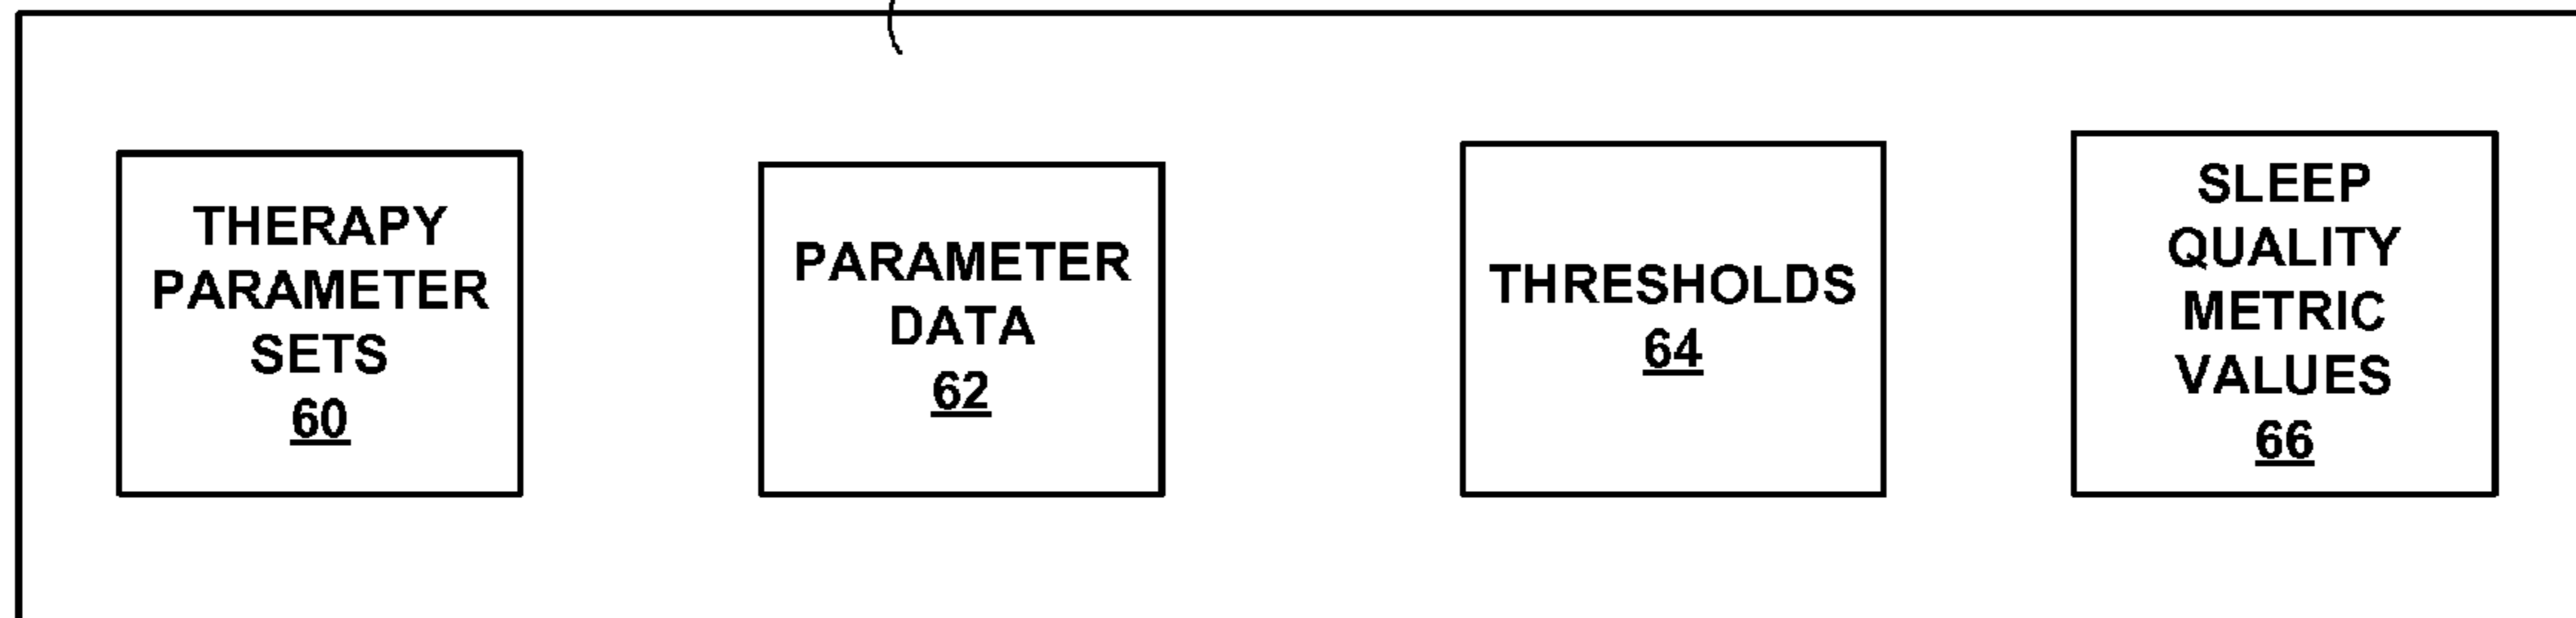 THERAPY
PARAMETER
SETS
60
PARAMETER
DATA
62
THRESHOLDS
64
SLEEP
QUALITY
METRIC
VALUES
66